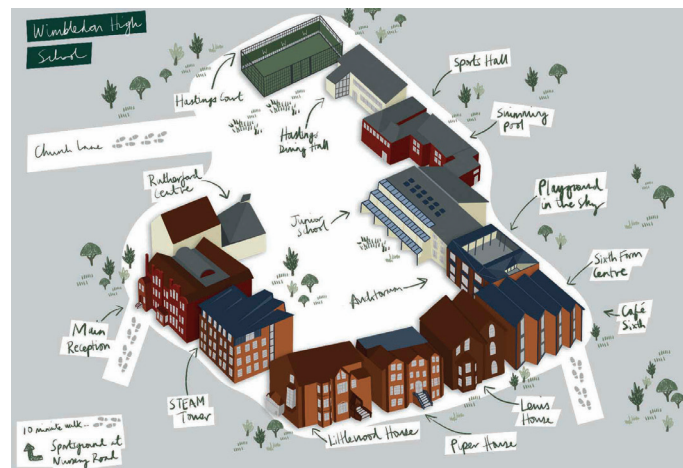 Wimbledon High
School
Hastings Court
Hastings
Dining Hall
Sports Hall
Swimming
Pool
Church Lane
Rutherford
Centre
Junior
School
Playground
in the Sky
Sixth Form
Centre
Auditorium
Café
Sixth
Main
Reception
STEAM
Tower
Littlewood House
Piper House
Lewis
House
10 minute walk...
Sportsground at
Nursery Road